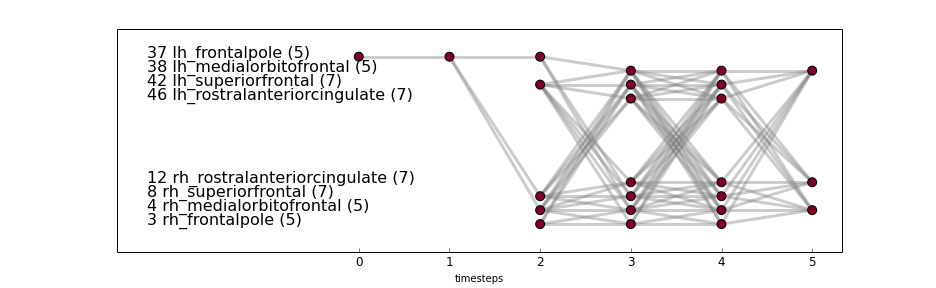 37 lh_frontalpole (5)
38 lh_medialorbitofrontal (5)
42 lh_superiorfrontal (7)
46 lh_rostralanteriorcingulate (7)
12 rh_rostralanteriorcingulate (7)
8 rh_superiorfrontal (7)
4 rh_medialorbitofrontal (5)
3 rh_frontalpole (5)
0 1 2 3 4 5
timesteps